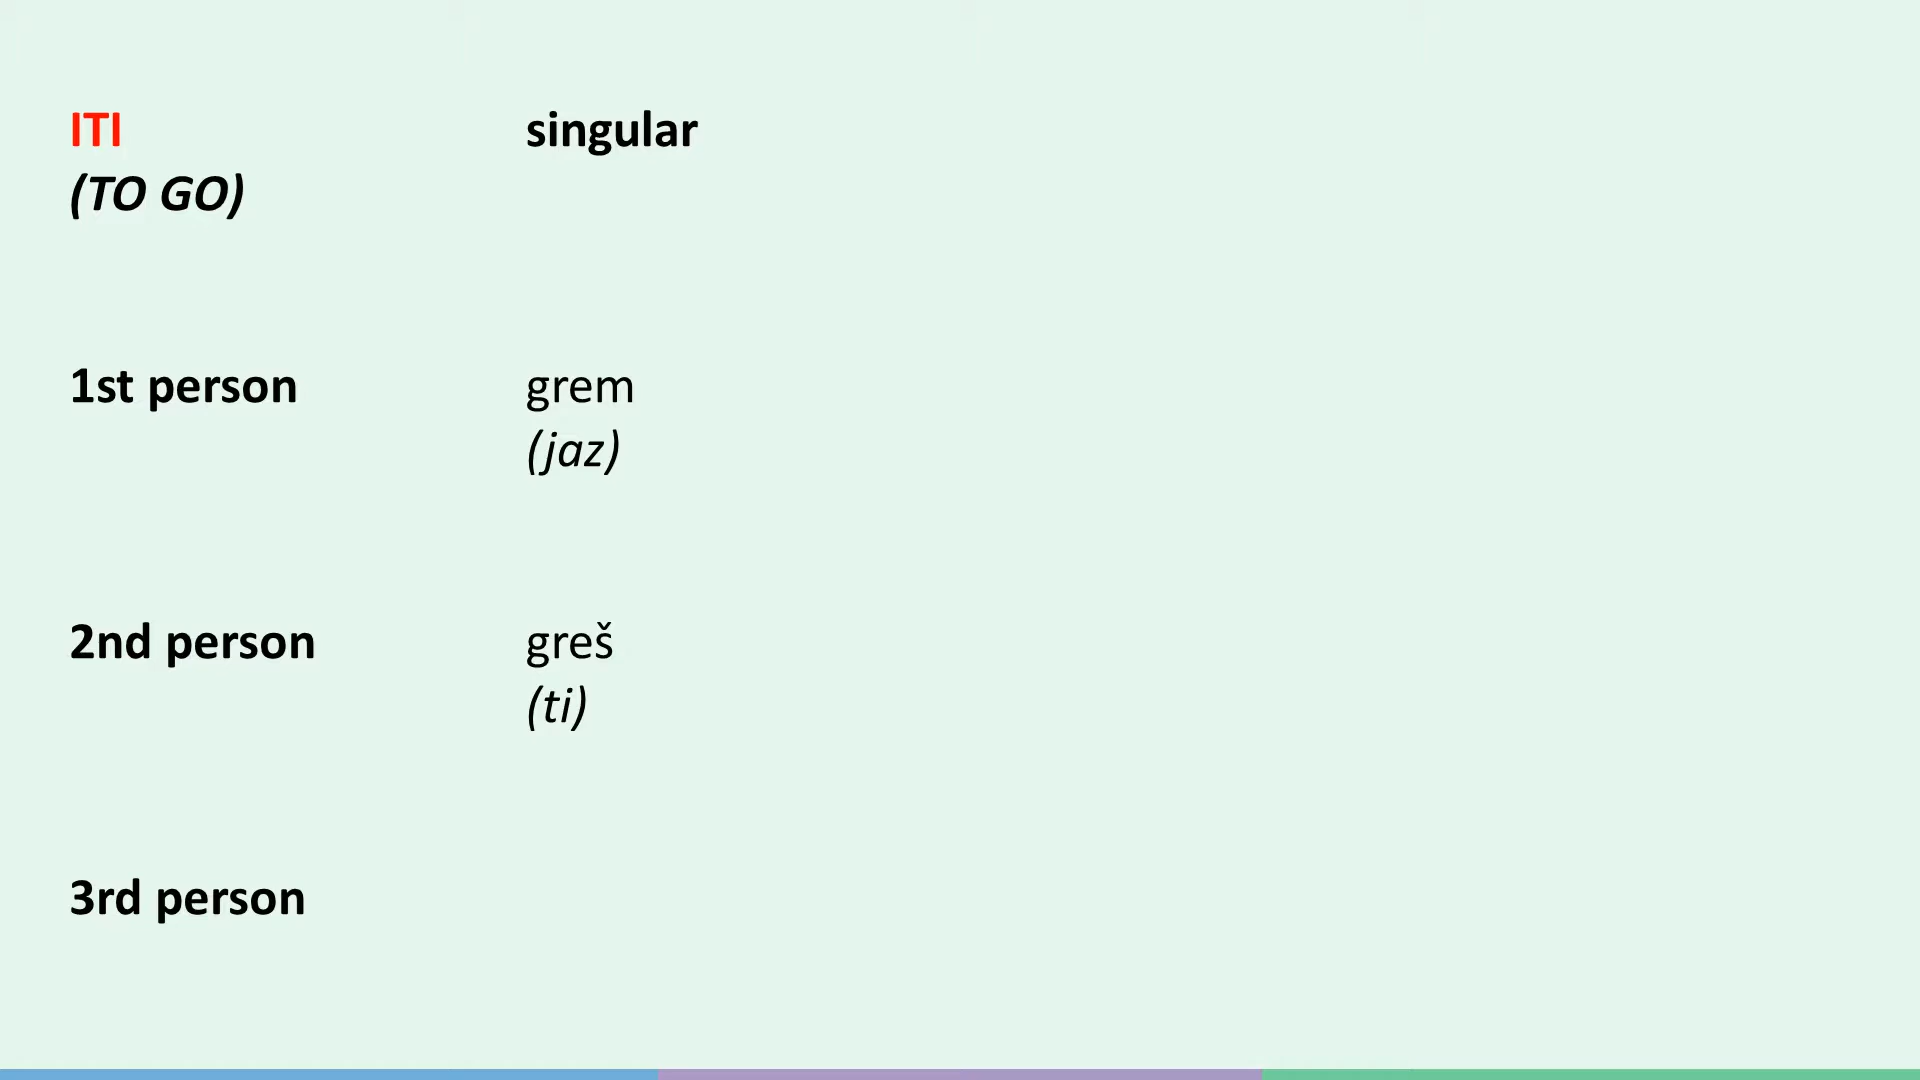 ITI
(TO GO)
singular
1st person
grem
(jaz)
2nd person
greš
(ti)
3rd person